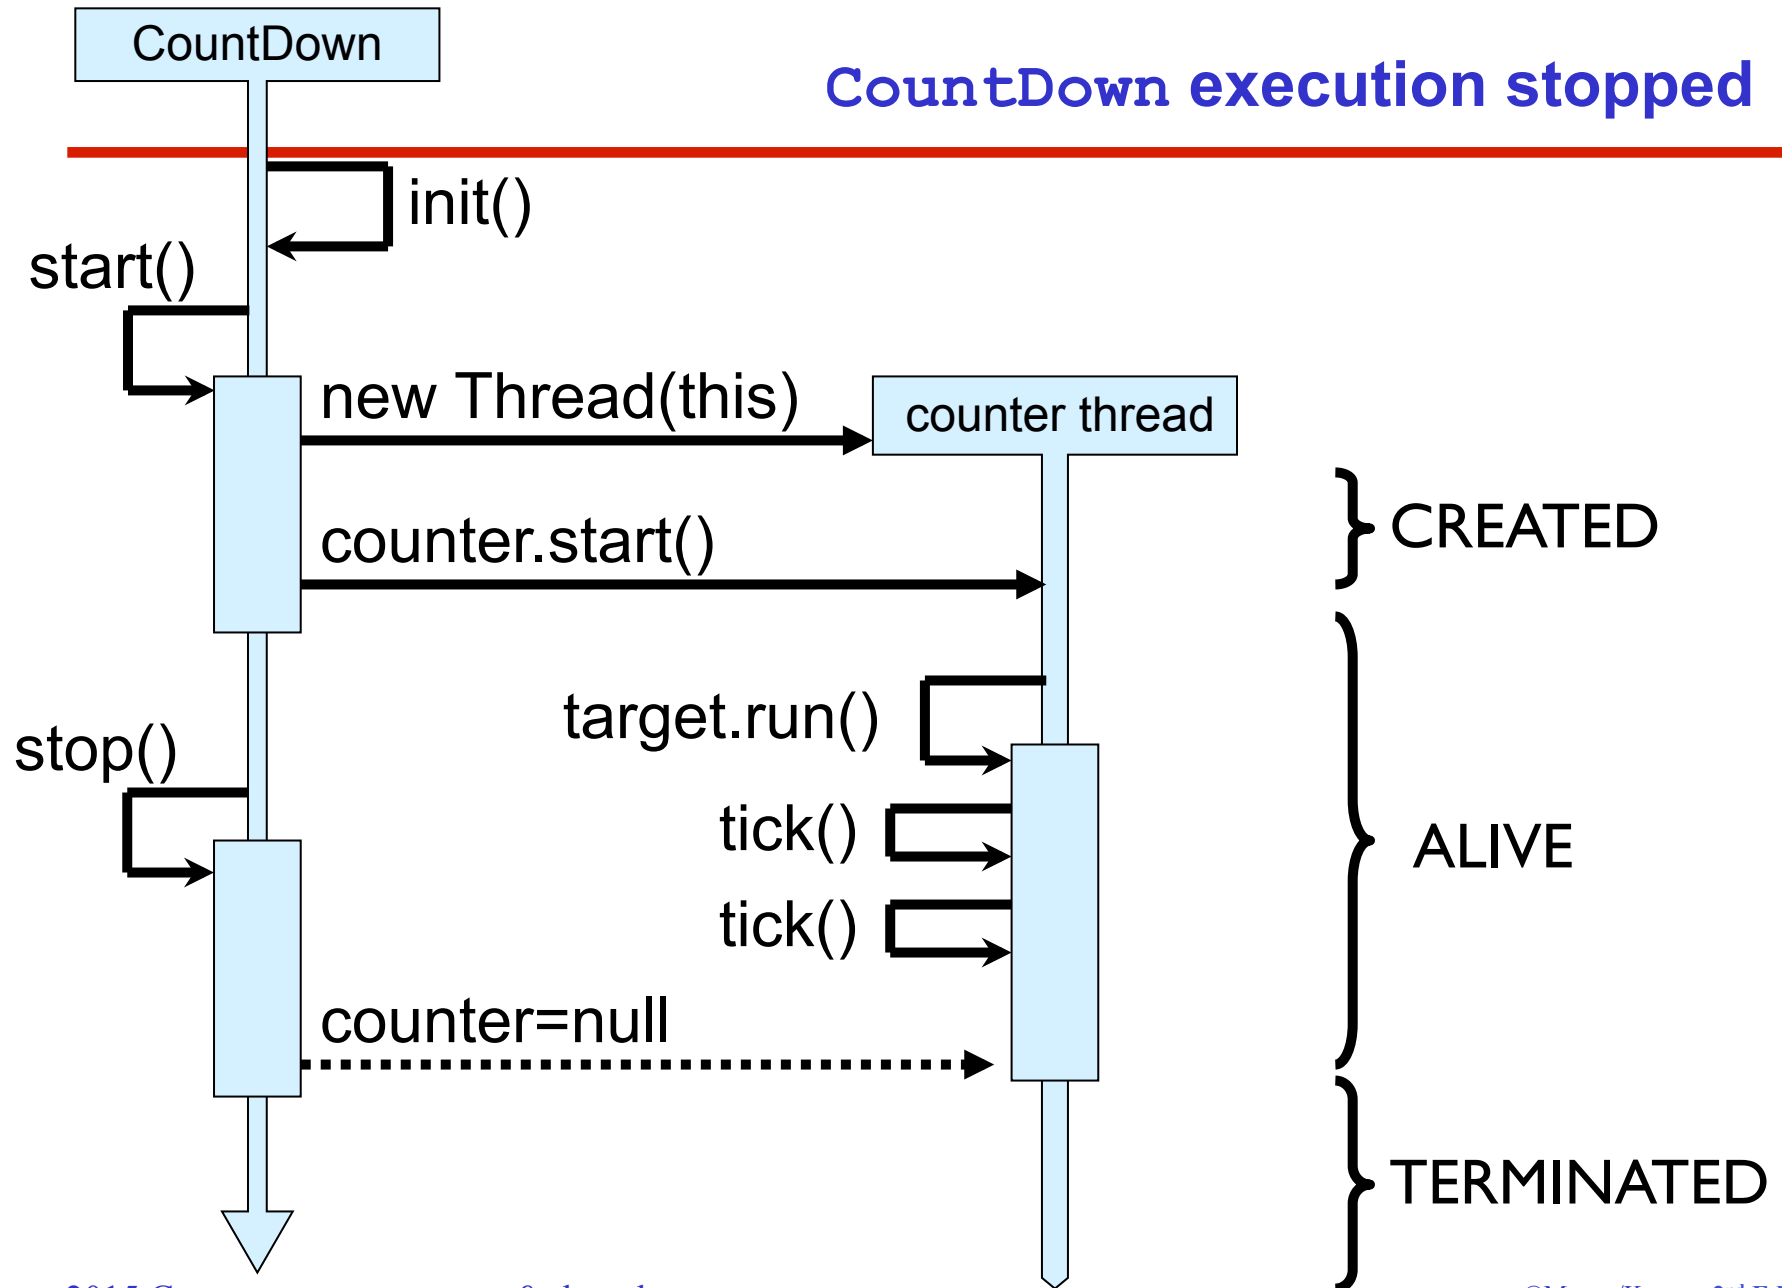 CountDown
CountDown execution stopped
init()
start()
new Thread(this)
counter thread
CREATED
counter.start()
target.run()
stop()
tick()
ALIVE
tick()
counter=null
TERMINATED
2015